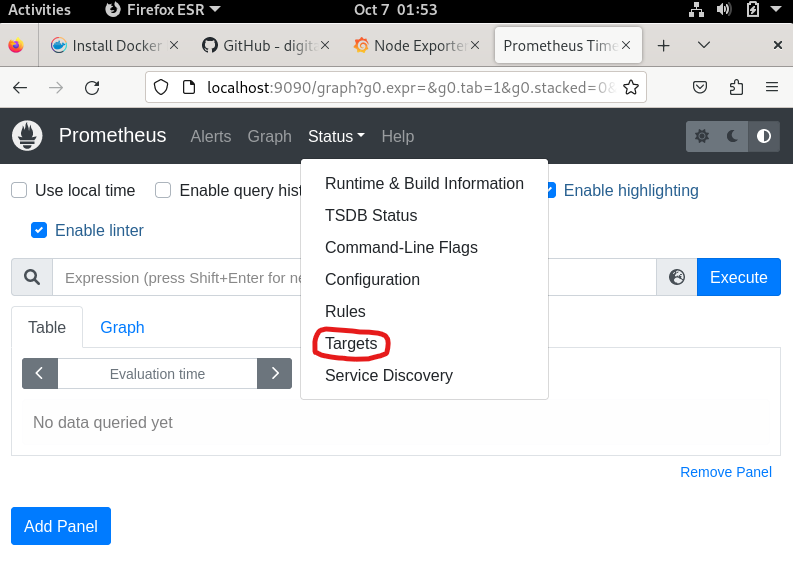 Activities Firefox ESR Oct 7 01:53
Install Docker GitHub - digita Node Exporter Prometheus Time
localhost:9090/graph?g0.expr=&g0.tab=1&g0.stacked=0&
Prometheus Alerts Graph Status Help
Runtime & Build Information
TSDB Status
Command-Line Flags
Configuration
Rules
Targets
Service Discovery
Use local time Enable query hist Enable highlighting
Enable linter
Expression (press Shift+Enter for ne Execute
Table Graph
Evaluation time
No data queried yet
Remove Panel
Add Panel